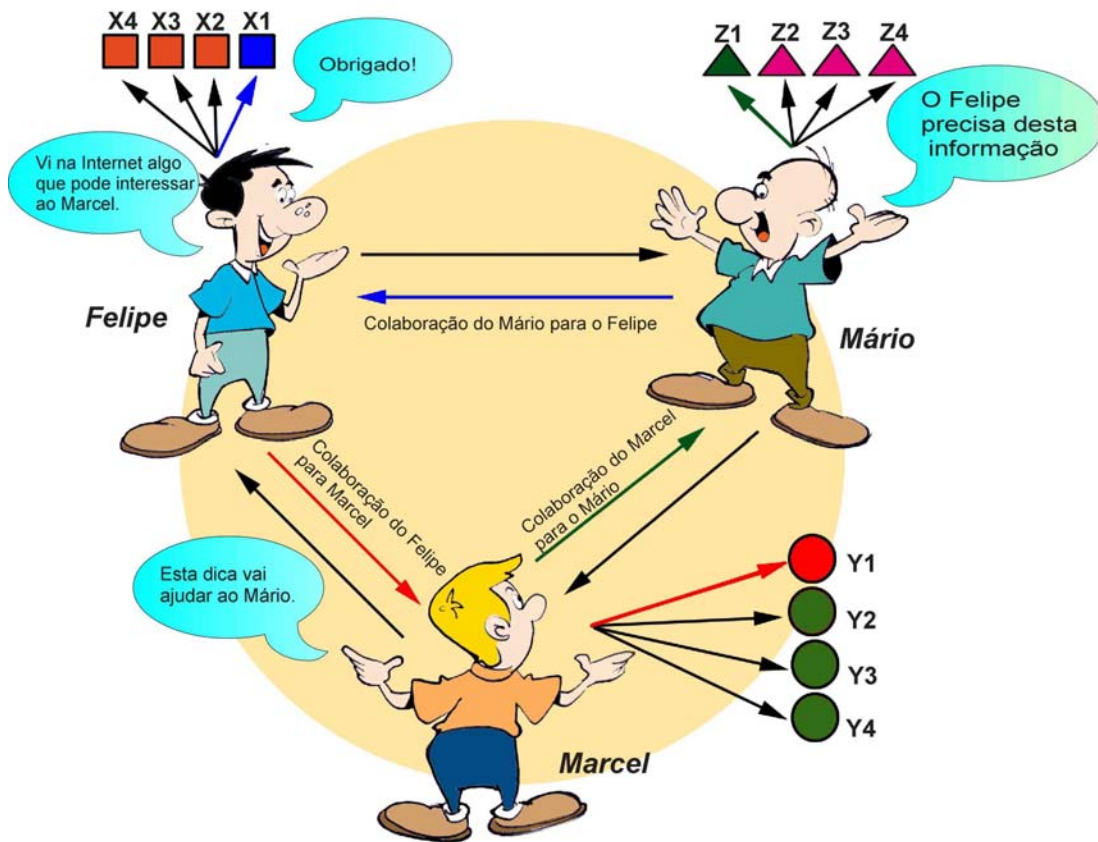 X4 X3 X2 X1
Obrigado!
Vi na Internet algo
que pode interessar
ao Marcel.
Felipe
Z1 Z2 Z3 Z4
O Felipe
precisa desta
informação
Mário
Colaboração do Mário para o Felipe
Colaboração do Felipe
para Marcel
Colaboração do Marcel
para o Mário
Esta dica vai
ajudar ao Mário.
Marcel
Y1
Y2
Y3
Y4